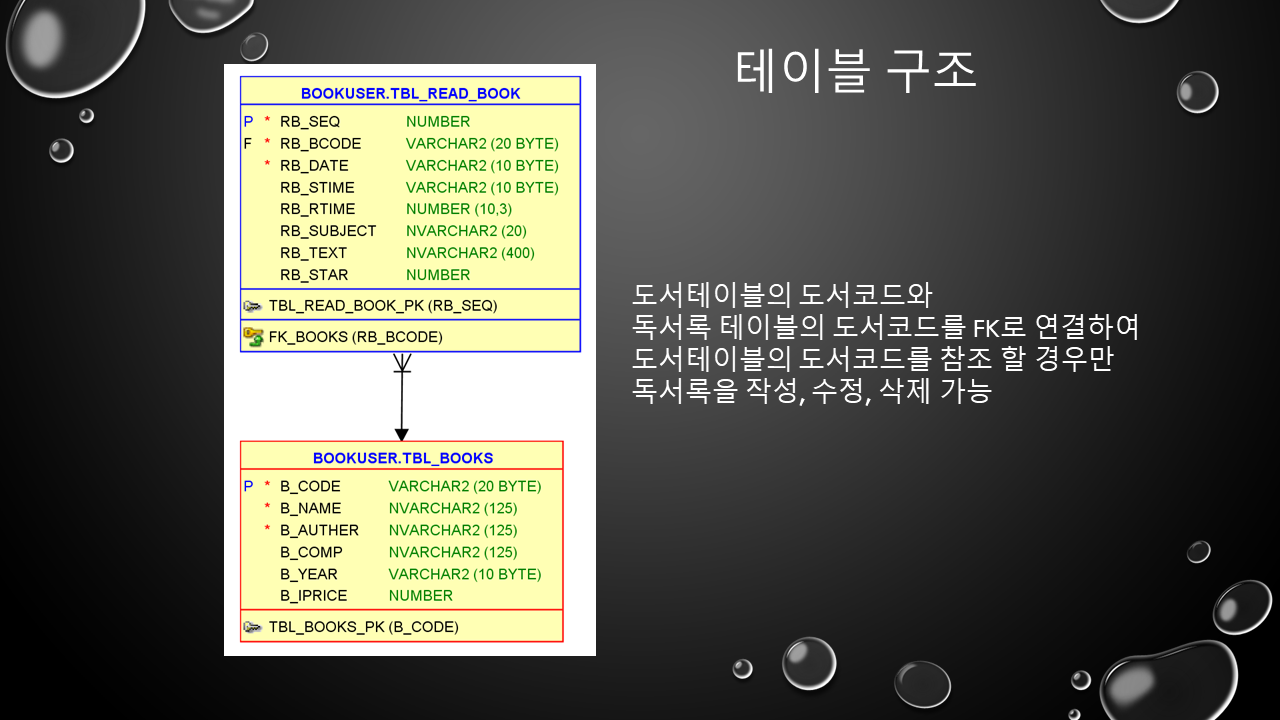 테이블 구조
BOOKUSER.TBL_READ_BOOK
P * RB_SEQ NUMBER
F * RB_BCODE VARCHAR2 (20 BYTE)
* RB_DATE VARCHAR2 (10 BYTE)
RB_STIME VARCHAR2 (10 BYTE)
RB_RTIME NUMBER (10,3)
RB_SUBJECT NVARCHAR2 (20)
RB_TEXT NVARCHAR2 (400)
RB_STAR NUMBER
TBL_READ_BOOK_PK (RB_SEQ)
FK_BOOKS (RB_BCODE)
BOOKUSER.TBL_BOOKS
P * B_CODE VARCHAR2 (20 BYTE)
* B_NAME NVARCHAR2 (125)
* B_AUTHER NVARCHAR2 (125)
B_COMP NVARCHAR2 (125)
B_YEAR VARCHAR2 (10 BYTE)
B_IPRICE NUMBER
TBL_BOOKS_PK (B_CODE)
도서테이블의 도서코드와
독서록 테이블의 도서코드를 FK로 연결하여
도서테이블의 도서코드를 참조 할 경우만
독서록을 작성, 수정, 삭제 가능